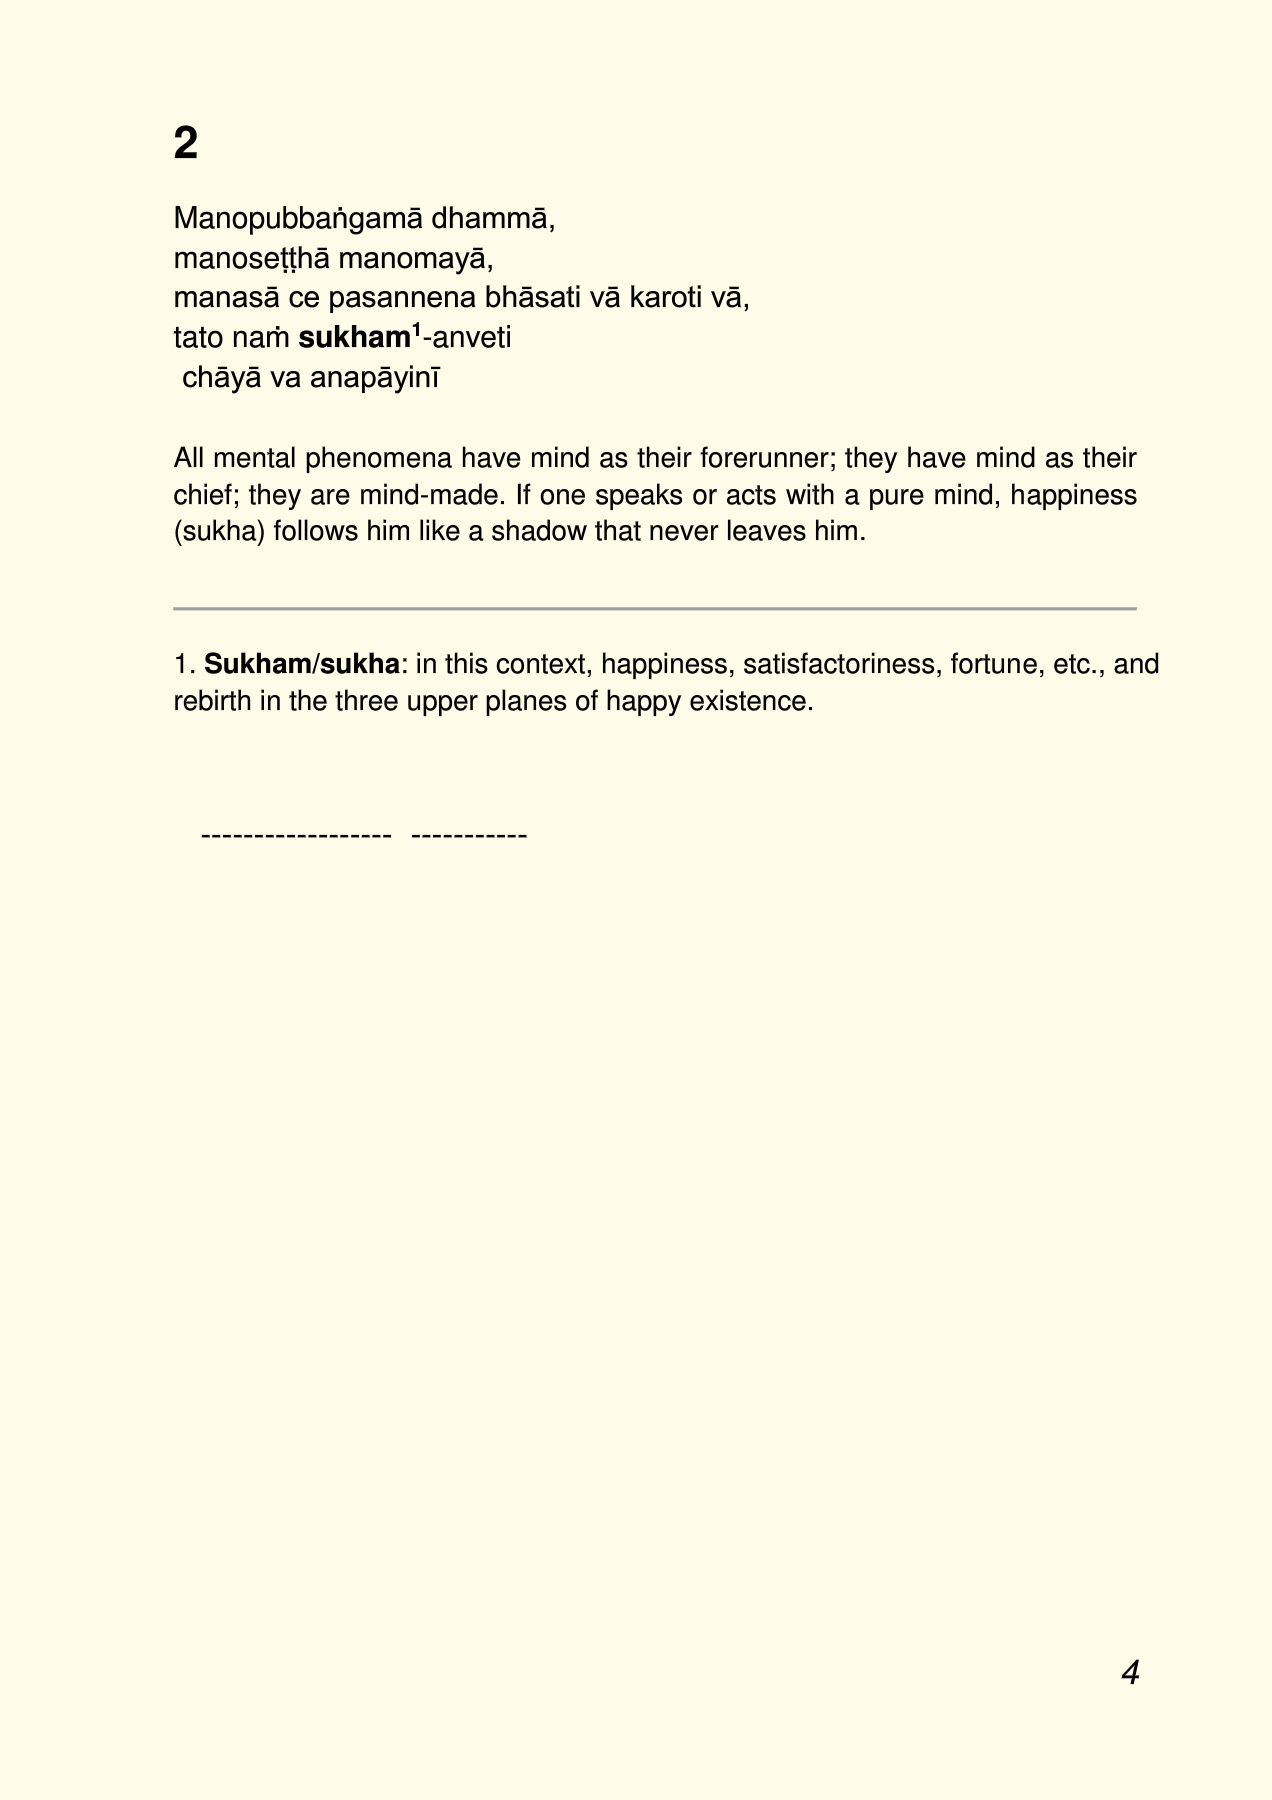 2
Manopubbaṅgamā dhammā,
manoseṭṭhā manomayā,
manasā ce pasannena bhāsati vā karoti vā,
tato naṁ sukham¹-anveti
chāyā va anapāyinī
All mental phenomena have mind as their forerunner; they have mind as their
chief; they are mind-made. If one speaks or acts with a pure mind, happiness
(sukha) follows him like a shadow that never leaves him.
1. Sukham/sukha: in this context, happiness, satisfactoriness, fortune, etc., and
rebirth in the three upper planes of happy existence.
------------------ -----------
4